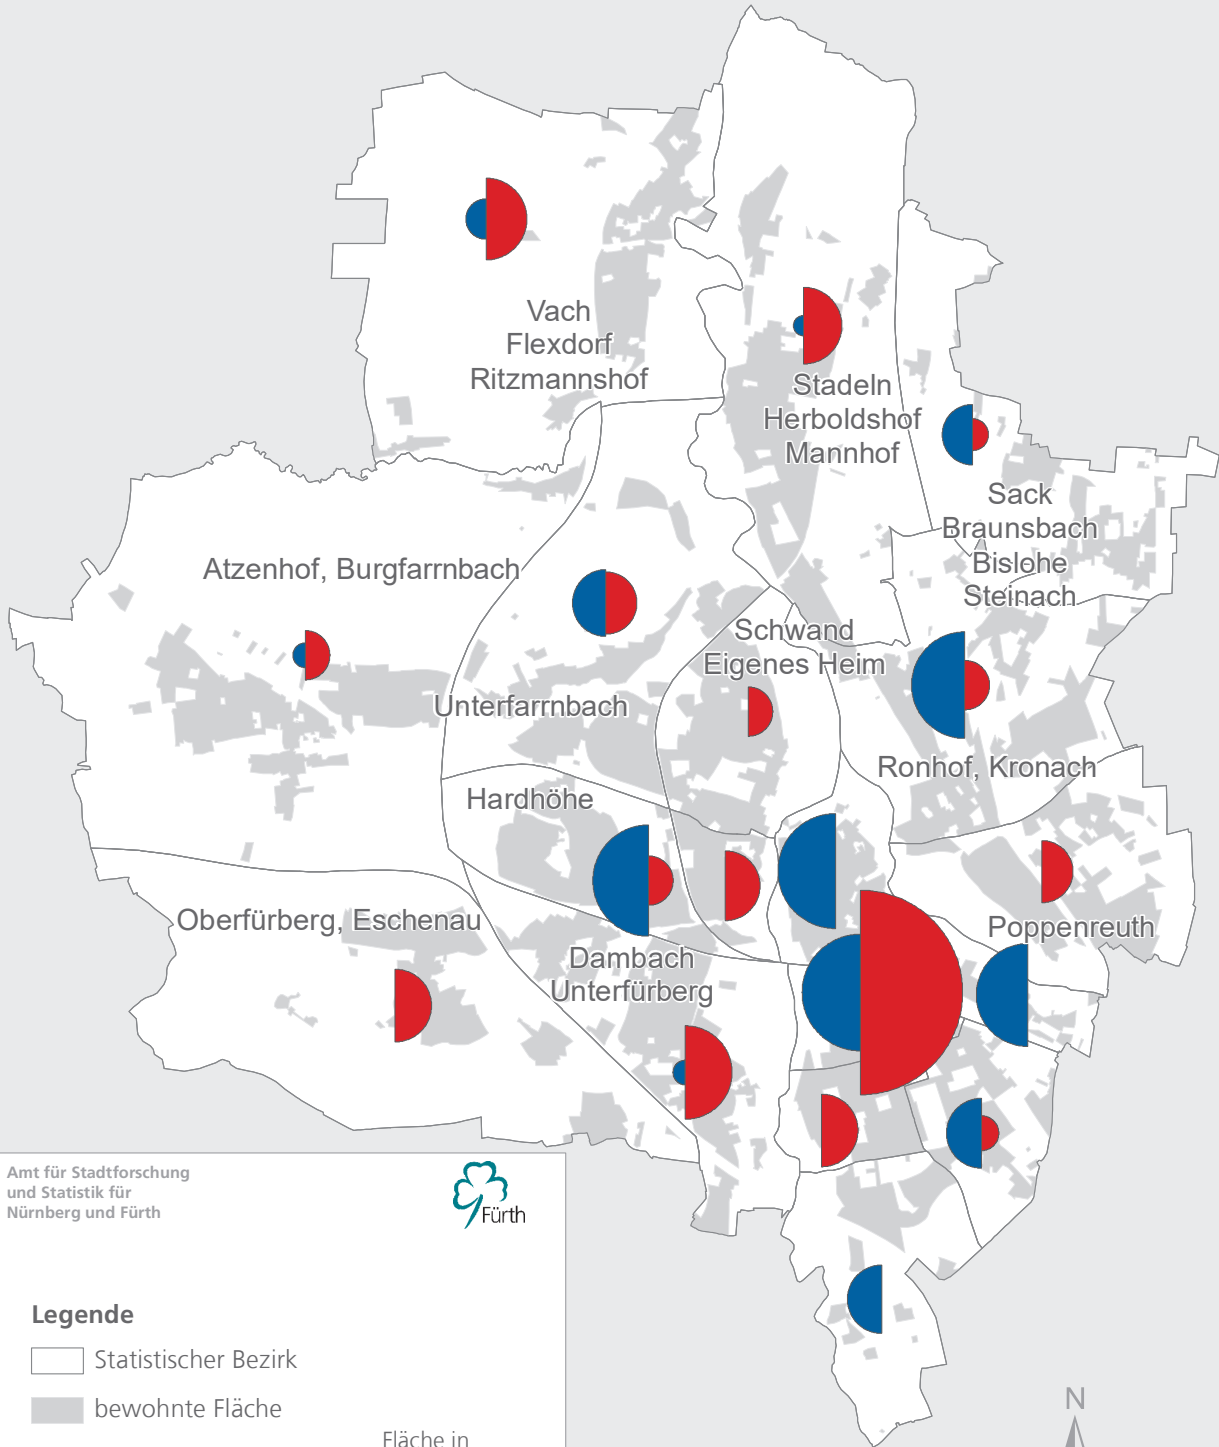 Vach
Flexdorf
Ritzmannshof
Stadeln
Herboldshof
Mannhof
Sack
Braunsbach
Bislohe
Steinach
Atzenhof, Burgfarrnbach
Schwand
Eigenes Heim
Unterfarrnbach
Ronhof, Kronach
Hardhöhe
Oberfürberg, Eschenau
Poppenreuth
Dambach
Unterfürberg
Amt für Stadtforschung
und Statistik für
Nürnberg und Fürth
Fürth
Legende
Statistischer Bezirk
bewohnte Fläche
Fläche in
N